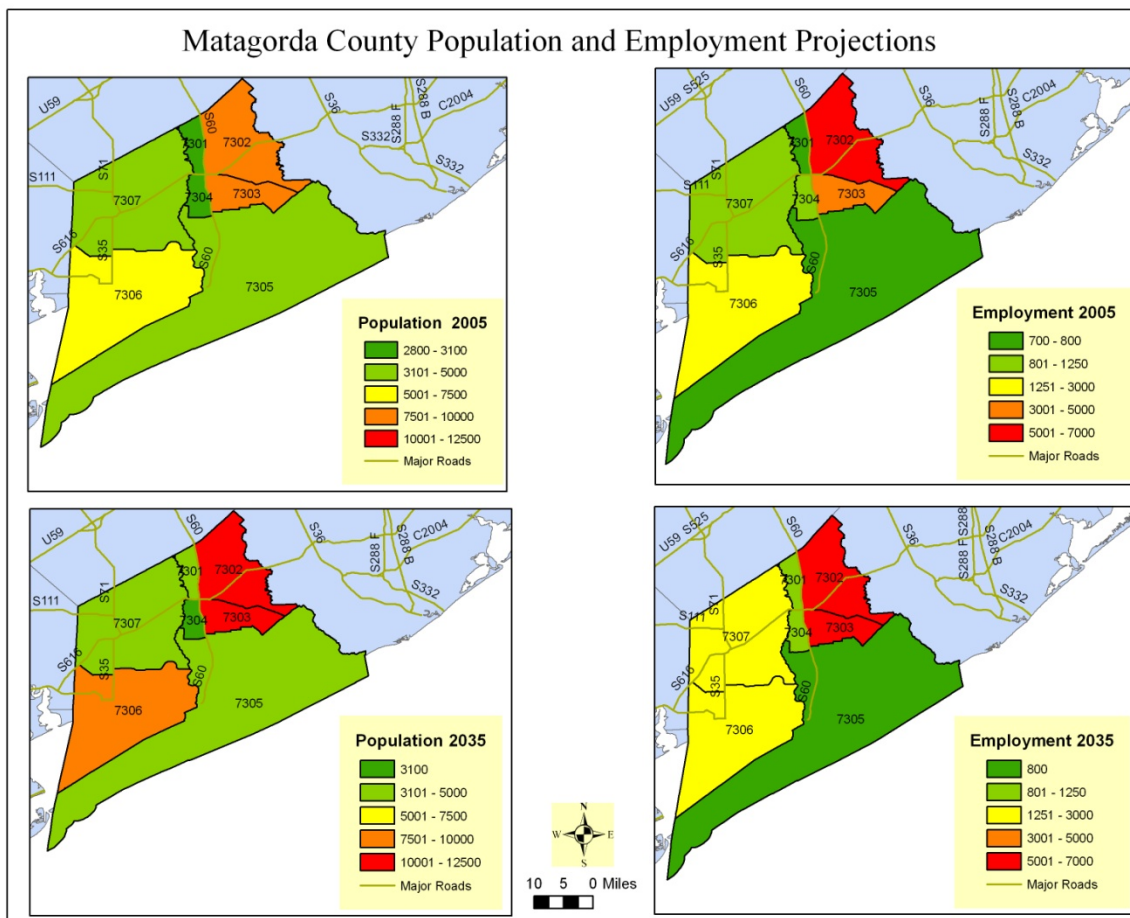 Matagorda County Population and Employment Projections
U59
S60
S36
S288 F
S288 B
C2004
S332
S332
S71
S111
7301
7302
7303
7304
7307
S616
S35
S60
7306
7305
Population 2005
2800 - 3100
3101 - 5000
5001 - 7500
7501 - 10000
10001 - 12500
Major Roads
U59
S525
S60
S36
S288 F
S288 B
C2004
S332
S71
S111
7301
7302
7303
7304
7307
S616
S35
S60
7306
7305
Employment 2005
700 - 800
801 - 1250
1251 - 3000
3001 - 5000
5001 - 7000
Major Roads
U59
S60
S36
S288 F
S288 B
C2004
S332
S71
S111
7301
7302
7303
7304
7307
S616
S35
S60
7306
7305
Population 2035
3100
3101 - 5000
5001 - 7500
7501 - 10000
10001 - 12500
Major Roads
U59
S525
S60
S36
S288 F
S288
S288 B
C2004
S332
S71
S111
7301
7302
7303
7304
7307
S616
S35
S60
7306
7305
Employment 2035
800
801 - 1250
1251 - 3000
3001 - 5000
5001 - 7000
Major Roads
N
W E
S
10 5 0 Miles